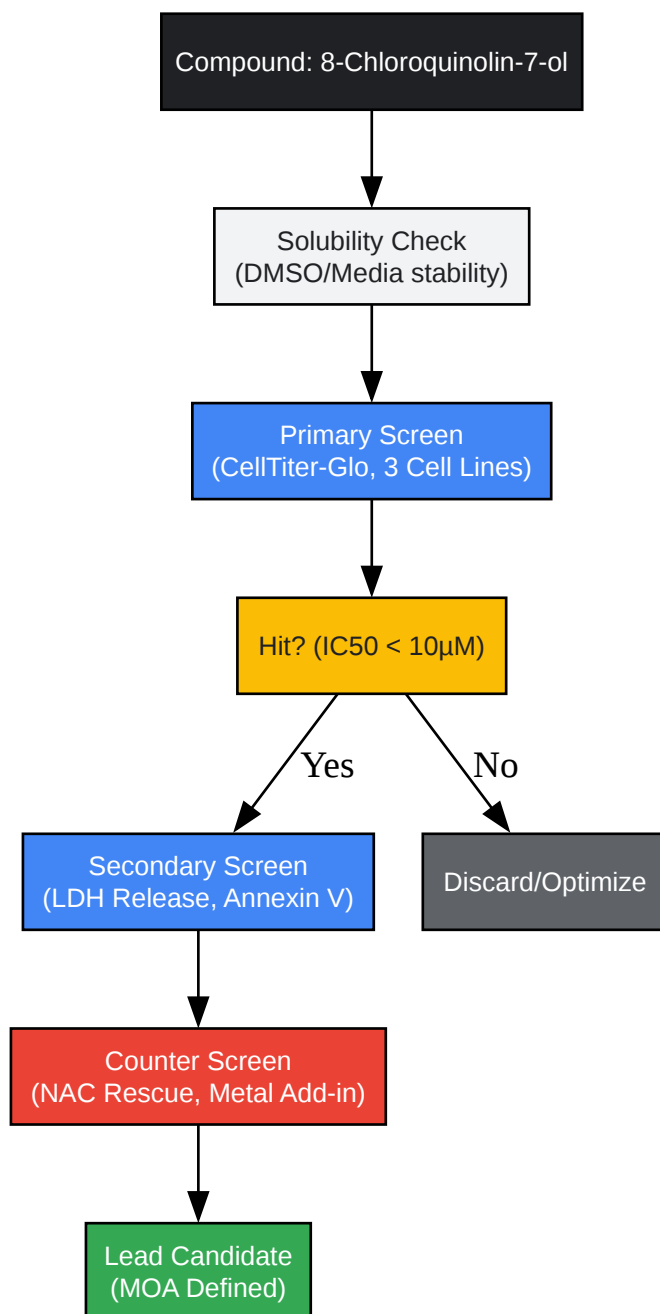 Compound: 8-Chloroquinolin-7-ol
Solubility Check
(DMSO/Media stability)
Primary Screen
(CellTiter-Glo, 3 Cell Lines)
Hit? (IC50 < 10µM)
Yes
No
Secondary Screen
(LDH Release, Annexin V)
Discard/Optimize
Counter Screen
(NAC Rescue, Metal Add-in)
Lead Candidate
(MOA Defined)